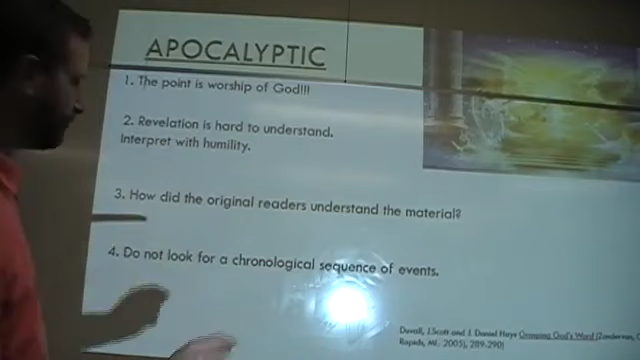 APOCALYPTIC
1. The point is worship of God!!!
2. Revelation is hard to understand.
Interpret with humility.
3. How did the original readers understand the material?
4. Do not look for a chronological sequence of events.
Duvall, J.Scott and J. Daniel Hays Grasping God's Word (Zondervan,
Rapids, MI. 2005), 289-290)